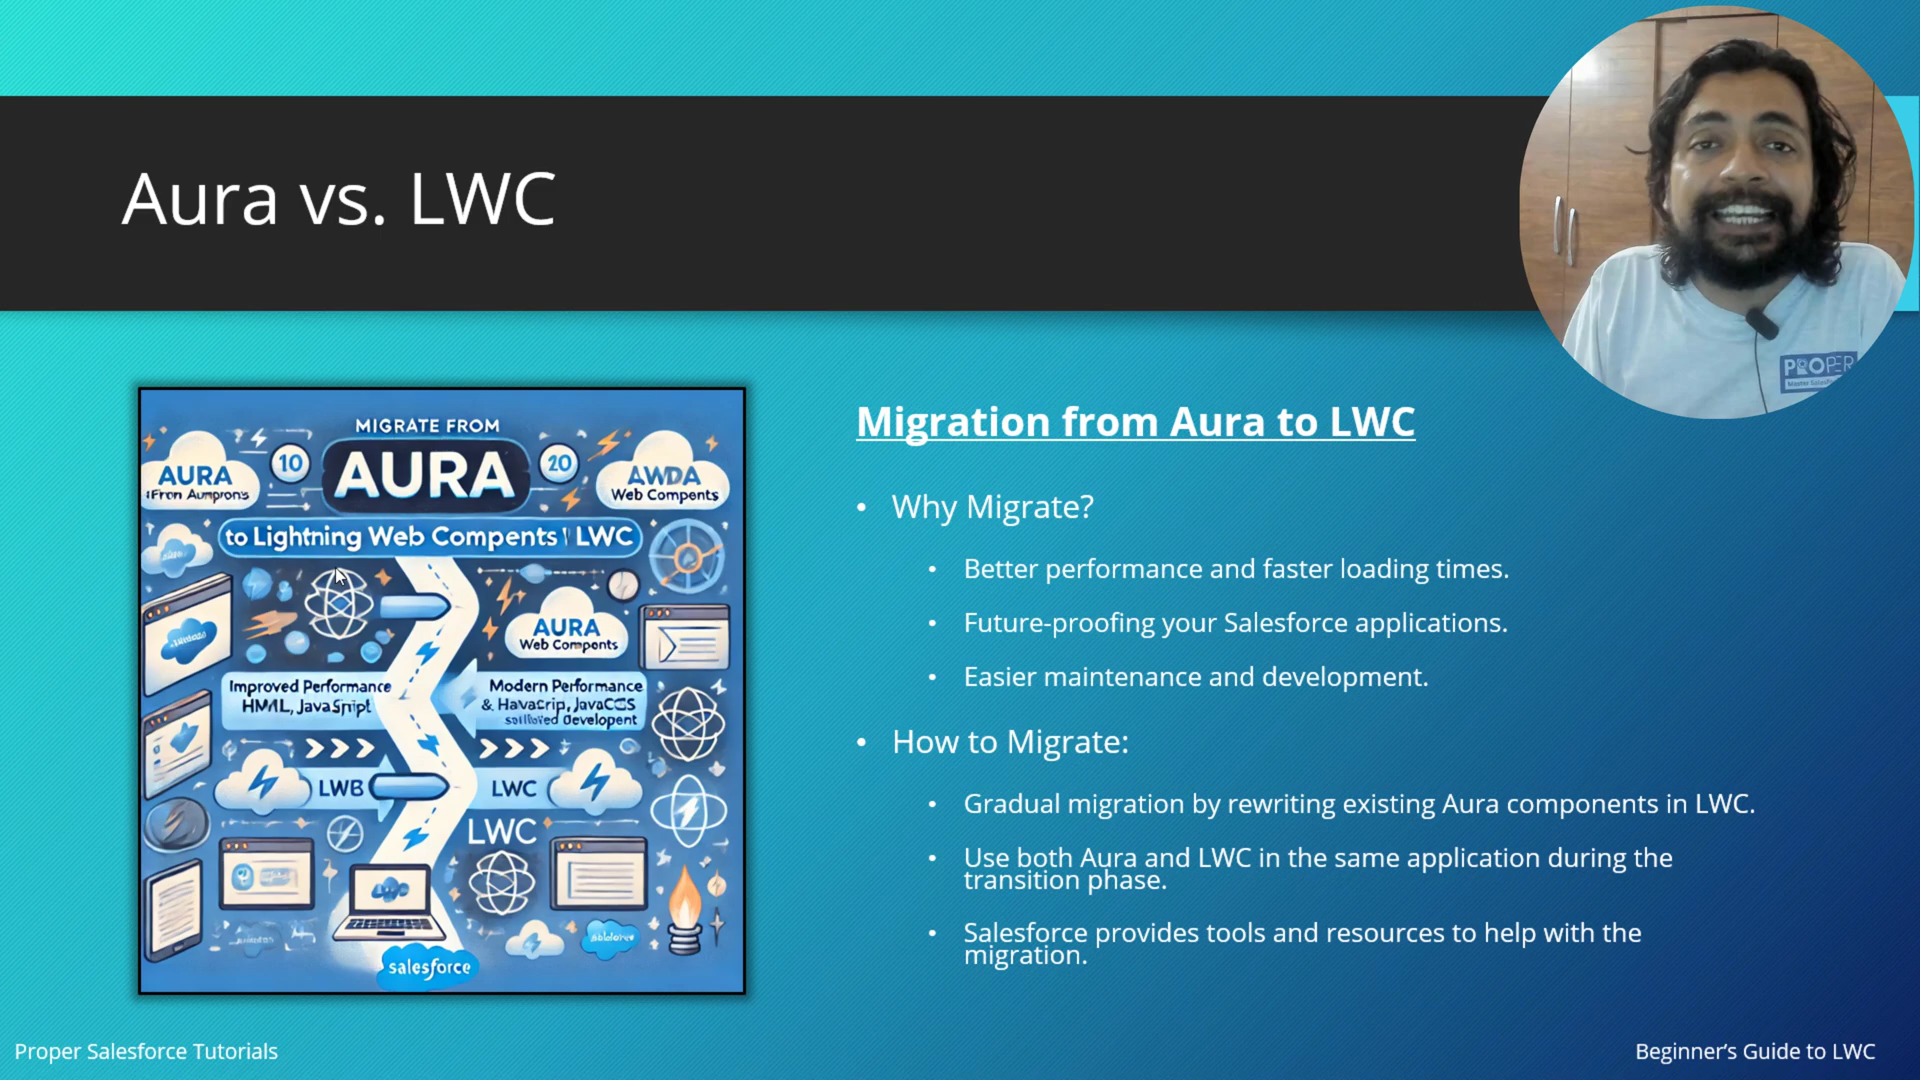 Aura vs. LWC
PROPER
MIGRATE FROM
AURA
10
20
AURA
AWDA
Web Compents
to Lightning Web Compents LWC
AURA
Web Compents
Improved Performance
Modern Performance
LWB
LWC
LWC
salesforce
Migration from Aura to LWC
• Why Migrate?
• Better performance and faster loading times.
• Future-proofing your Salesforce applications.
• Easier maintenance and development.
• How to Migrate:
• Gradual migration by rewriting existing Aura components in LWC.
• Use both Aura and LWC in the same application during the
transition phase.
• Salesforce provides tools and resources to help with the
migration.
Proper Salesforce Tutorials
Beginner’s Guide to LWC